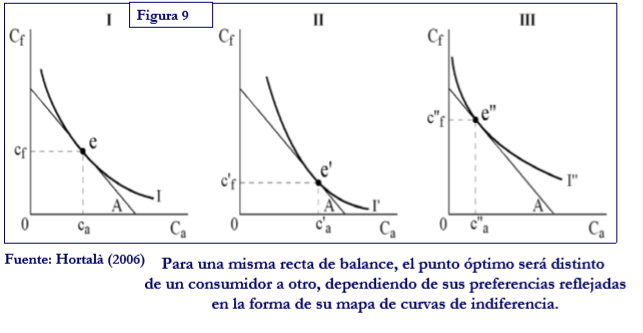 I Figura 9 II III
Cf Cf Cf
e e' e"
cf c'f c"f
I I' I"
A A A
0 ca Ca 0 c'a Ca 0 c"a Ca
Fuente: Hortalà (2006)
Para una misma recta de balance, el punto óptimo será distinto
de un consumidor a otro, dependiendo de sus preferencias reflejadas
en la forma de su mapa de curvas de indiferencia.